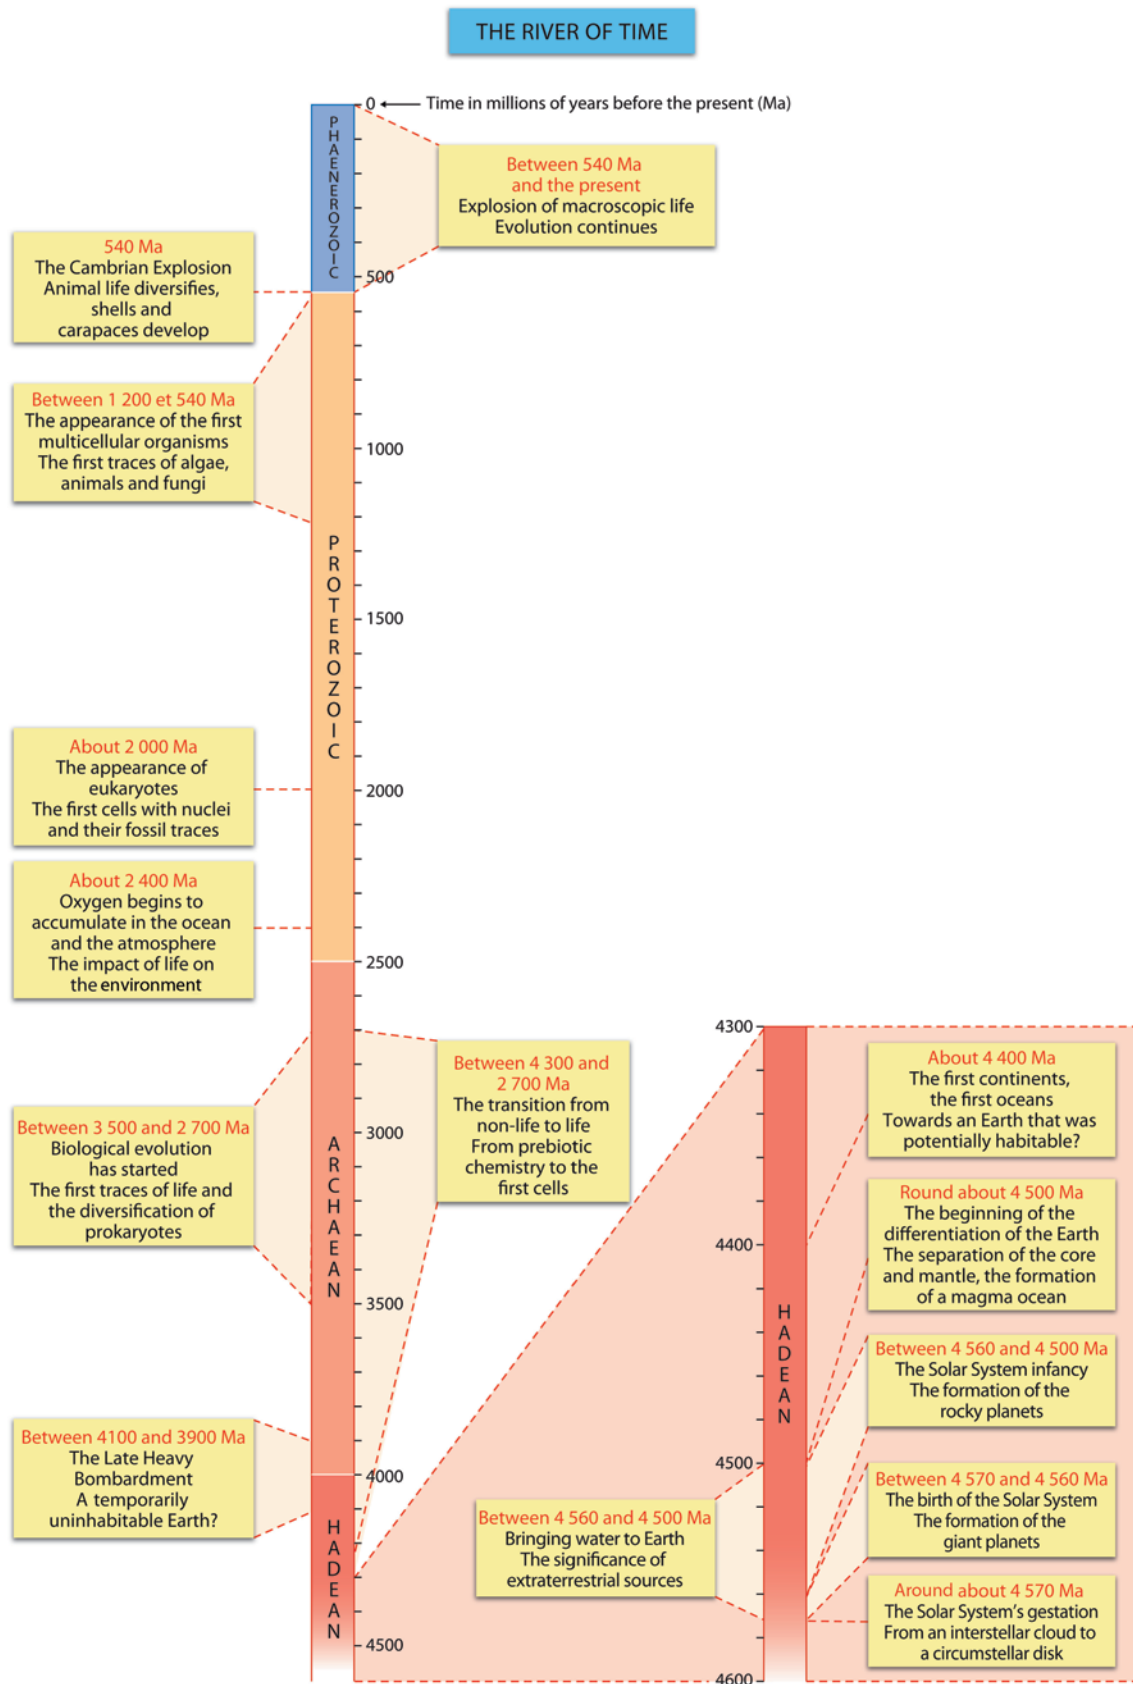 THE RIVER OF TIME
0
Time in millions of years before the present (Ma)
PHAENEROZOIC
Between 540 Ma
and the present
Explosion of macroscopic life
Evolution continues
540 Ma
The Cambrian Explosion
Animal life diversifies,
shells and
carapaces develop
500
Between 1 200 et 540 Ma
The appearance of the first
multicellular organisms
The first traces of algae,
animals and fungi
1000
PROTEROZOIC
1500
About 2 000 Ma
The appearance of
eukaryotes
The first cells with nuclei
and their fossil traces
2000
About 2 400 Ma
Oxygen begins to
accumulate in the ocean
and the atmosphere
The impact of life on
the environment
2500
Between 4 300 and
2 700 Ma
The transition from
non-life to life
From prebiotic
chemistry to the
first cells
Between 3 500 and 2 700 Ma
Biological evolution
has started
The first traces of life and
the diversification of
prokaryotes
3000
ARCHAEAN
3500
Between 4100 and 3900 Ma
The Late Heavy
Bombardment
A temporarily
uninhabitable Earth?
4000
HADEAN
4500
4300
About 4 400 Ma
The first continents,
the first oceans
Towards an Earth that was
potentially habitable?
4400
Round about 4 500 Ma
The beginning of the
differentiation of the Earth
The separation of the core
and mantle, the formation
of a magma ocean
HADEAN
Between 4 560 and 4 500 Ma
The Solar System infancy
The formation of the
rocky planets
4500
Between 4 570 and 4 560 Ma
The birth of the Solar System
The formation of the
giant planets
Between 4 560 and 4 500 Ma
Bringing water to Earth
The significance of
extraterrestrial sources
Around about 4 570 Ma
The Solar System's gestation
From an interstellar cloud to
a circumstellar disk
4600